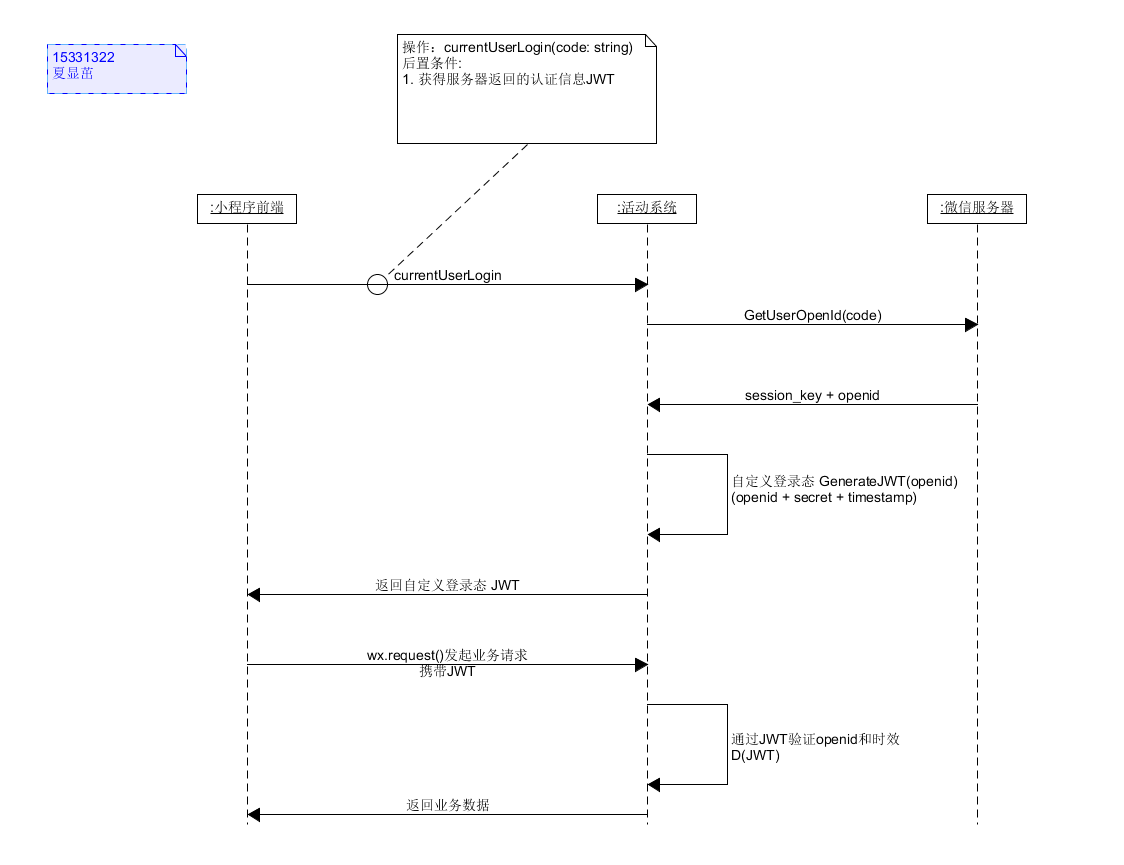 15331322
夏显茁
操作：currentUserLogin(code: string)
后置条件:
1. 获得服务器返回的认证信息JWT
:小程序前端
:活动系统
:微信服务器
currentUserLogin
GetUserOpenId(code)
session_key + openid
自定义登录态 GenerateJWT(openid)
(openid + secret + timestamp)
返回自定义登录态 JWT
wx.request()发起业务请求
携带JWT
通过JWT验证openid和时效
D(JWT)
返回业务数据